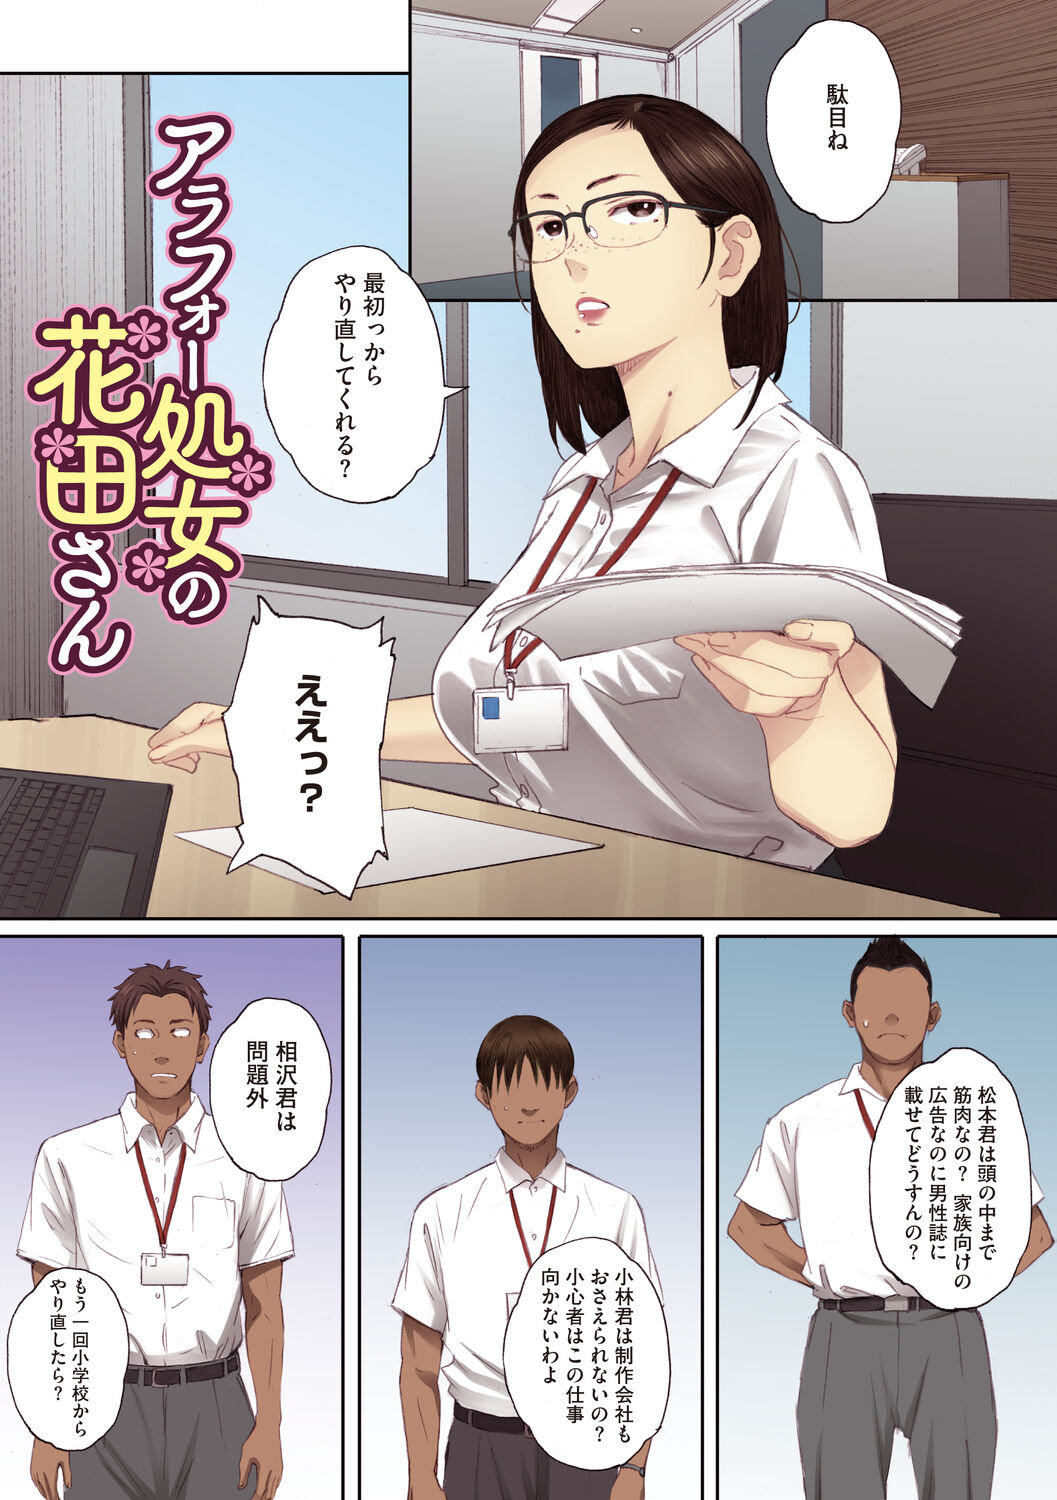 駄目ね
アラフォー処女の
花田さん
最初っから
やり直してくれる?
ええっ?
松本君は頭の中まで
筋肉なの? 家族向けの
広告なのに男性誌に
載せてどうすんの?
小林君は制作会社も
おさえられないの?
小心者はこの仕事
向かないわよ
相沢君は
問題外
もう一回小学校から
やり直したら?